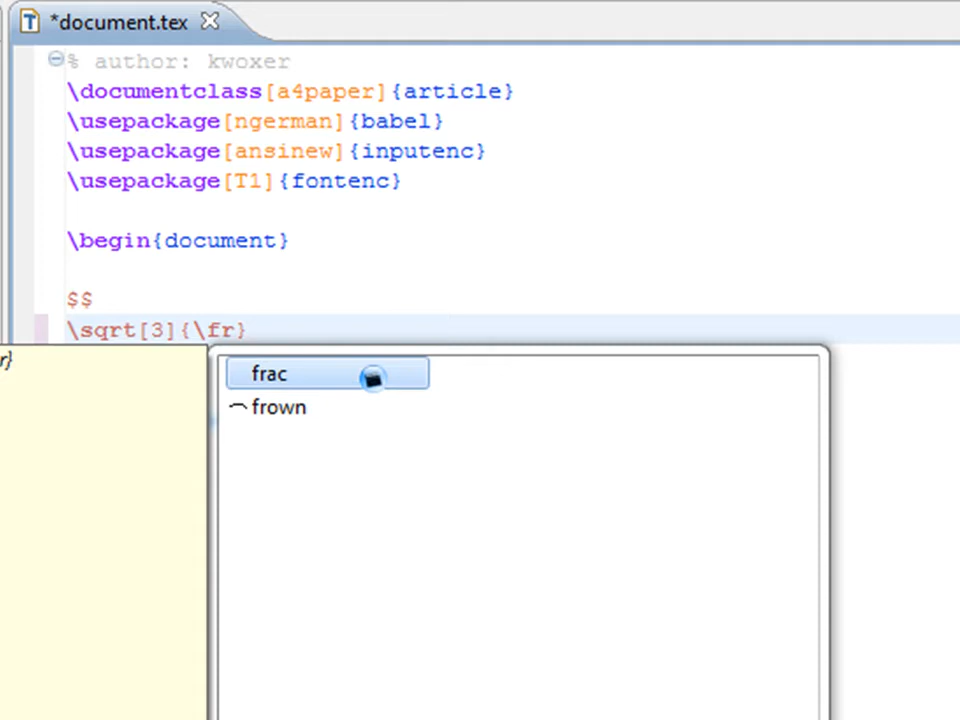 *document.tex
% author: kwoxer
\documentclass[a4paper]{article}
\usepackage[ngerman]{babel}
\usepackage[ansinew]{inputenc}
\usepackage[T1]{fontenc}
\begin{document}
$$
\sqrt[3]{\fr}
r}
frac
frown